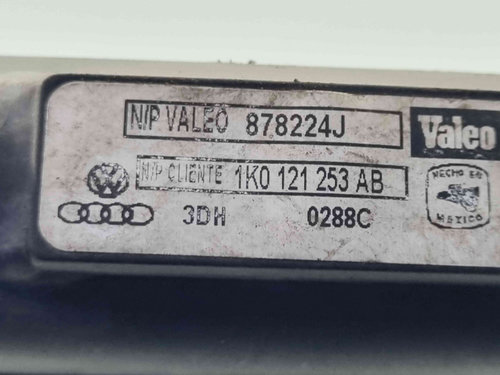 N/P VALEO 878224J
Valeo
N/P CLIENTE 1K0 121 253 AB
HECHO EN
MEXICO
3DH 0288C